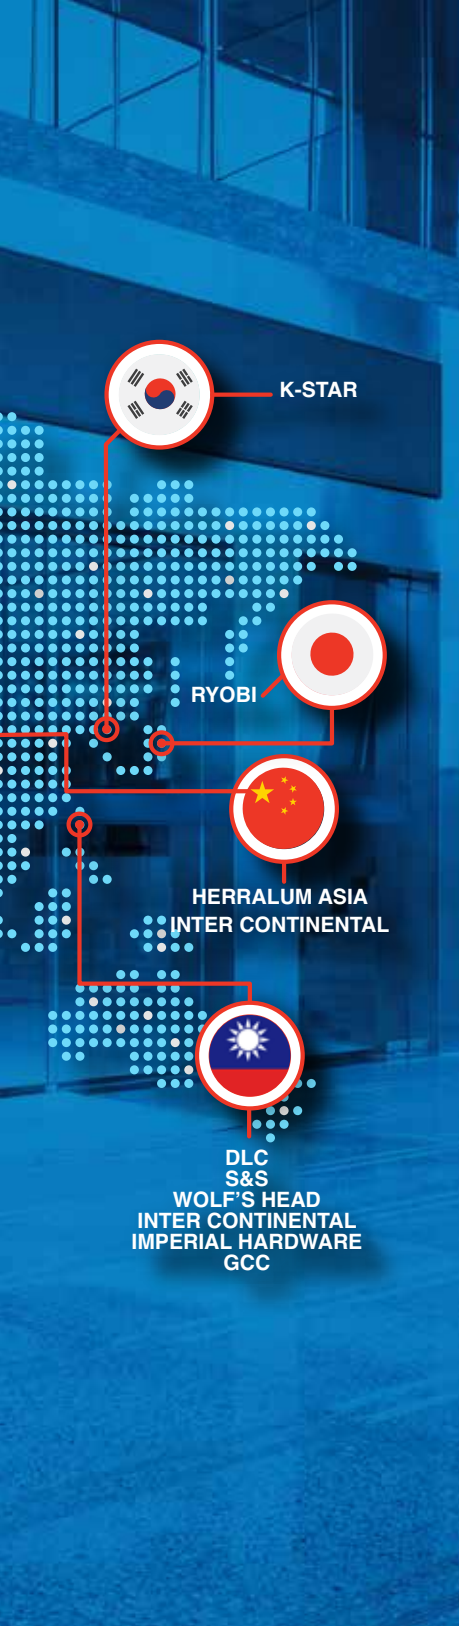 K-STAR
RYOBI
HERRALUM ASIA
INTER CONTINENTAL
DLC
S&S
WOLF'S HEAD
INTER CONTINENTAL
IMPERIAL HARDWARE
GCC